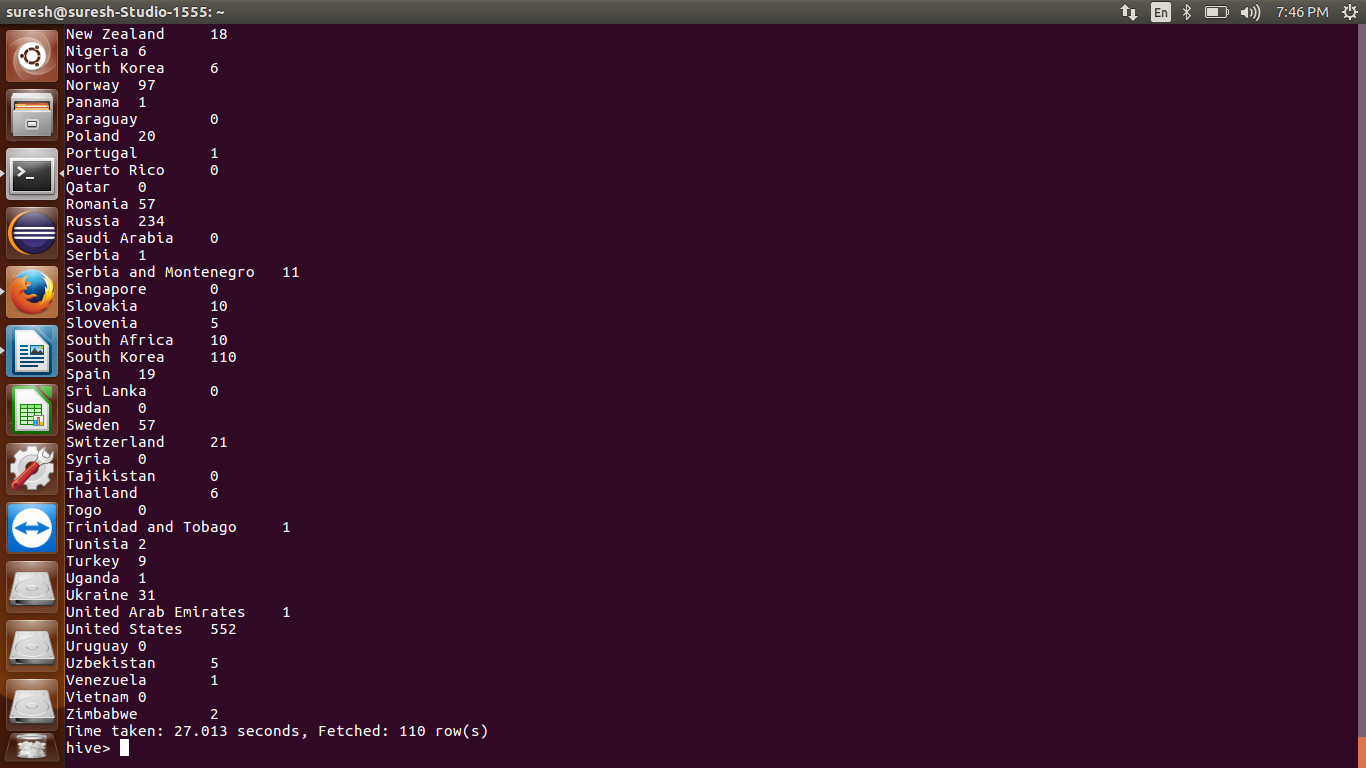 suresh@suresh-Studio-1555: ~ En 7:46 PM
New Zealand 18
Nigeria 6
North Korea 6
Norway 97
Panama 1
Paraguay 0
Poland 20
Portugal 1
Puerto Rico 0
Qatar 0
Romania 57
Russia 234
Saudi Arabia 0
Serbia 1
Serbia and Montenegro 11
Singapore 0
Slovakia 10
Slovenia 5
South Africa 10
South Korea 110
Spain 19
Sri Lanka 0
Sudan 0
Sweden 57
Switzerland 21
Syria 0
Tajikistan 0
Thailand 6
Togo 0
Trinidad and Tobago 1
Tunisia 2
Turkey 9
Uganda 1
Ukraine 31
United Arab Emirates 1
United States 552
Uruguay 0
Uzbekistan 5
Venezuela 1
Vietnam 0
Zimbabwe 2
Time taken: 27.013 seconds, Fetched: 110 row(s)
hive>